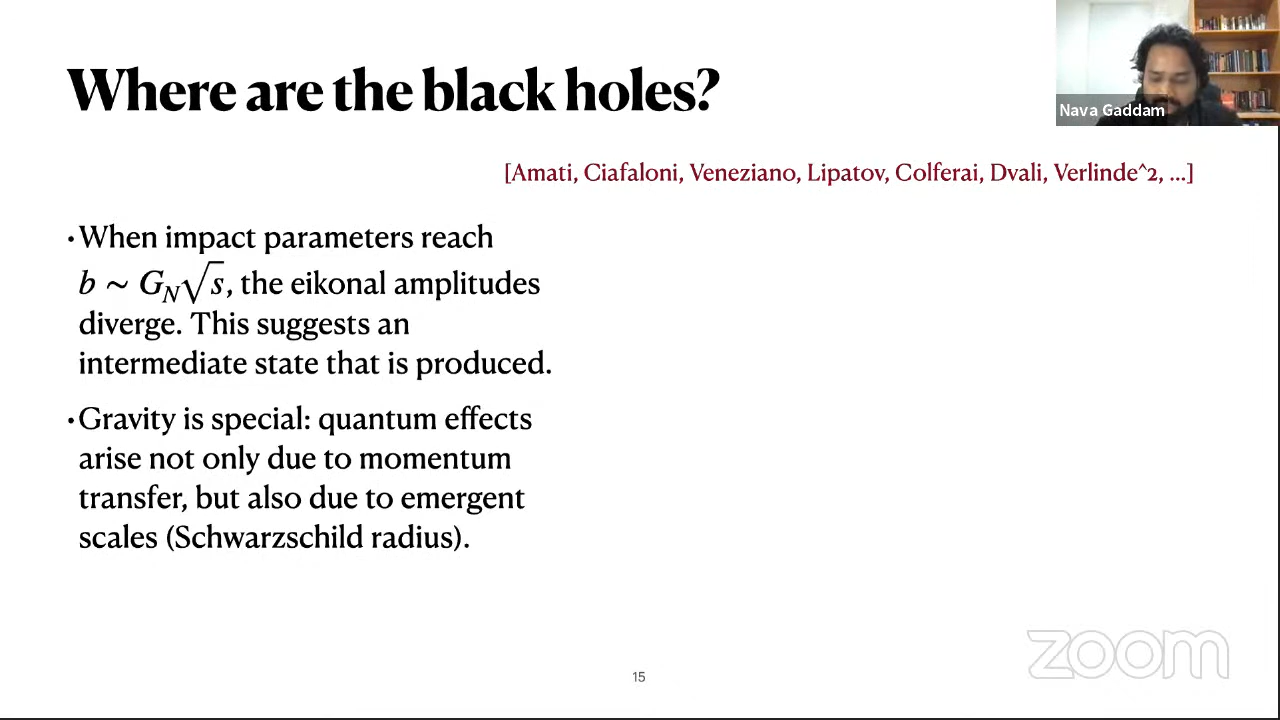 Where are the black holes?
Nava Gaddam
[Amati, Ciafaloni, Veneziano, Lipatov, Colferai, Dvali, Verlinde^2, ...]
•When impact parameters reach
b ∼ G_N√s, the eikonal amplitudes
diverge. This suggests an
intermediate state that is produced.
•Gravity is special: quantum effects
arise not only due to momentum
transfer, but also due to emergent
scales (Schwarzschild radius).
15
zoom